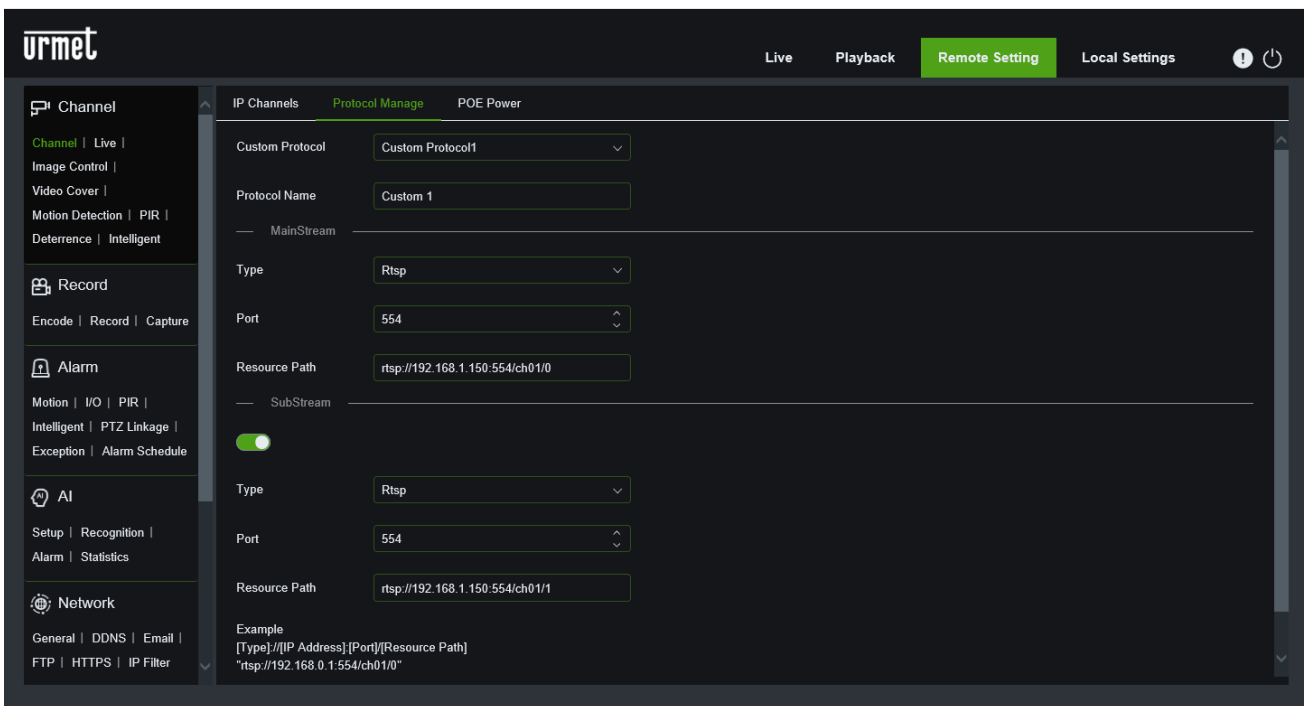 urmet
Live Playback Remote Setting Local Settings
Channel
Channel | Live |
Image Control |
Video Cover |
Motion Detection | PIR |
Deterrence | Intelligent
Record
Encode | Record | Capture
Alarm
Motion | I/O | PIR |
Intelligent | PTZ Linkage |
Exception | Alarm Schedule
AI
Setup | Recognition |
Alarm | Statistics
Network
General | DDNS | Email |
FTP | HTTPS | IP Filter
IP Channels Protocol Manage POE Power
Custom Protocol Custom Protocol1
Protocol Name Custom 1
MainStream
Type Rtsp
Port 554
Resource Path rtsp://192.168.1.150:554/ch01/0
SubStream
Type Rtsp
Port 554
Resource Path rtsp://192.168.1.150:554/ch01/1
Example
[Type]://[IP Address]:[Port]/[Resource Path]
"rtsp://192.168.0.1:554/ch01/0"